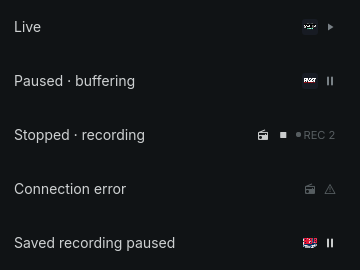 Live
Paused · buffering
Stopped · recording REC 2
Connection error
Saved recording paused